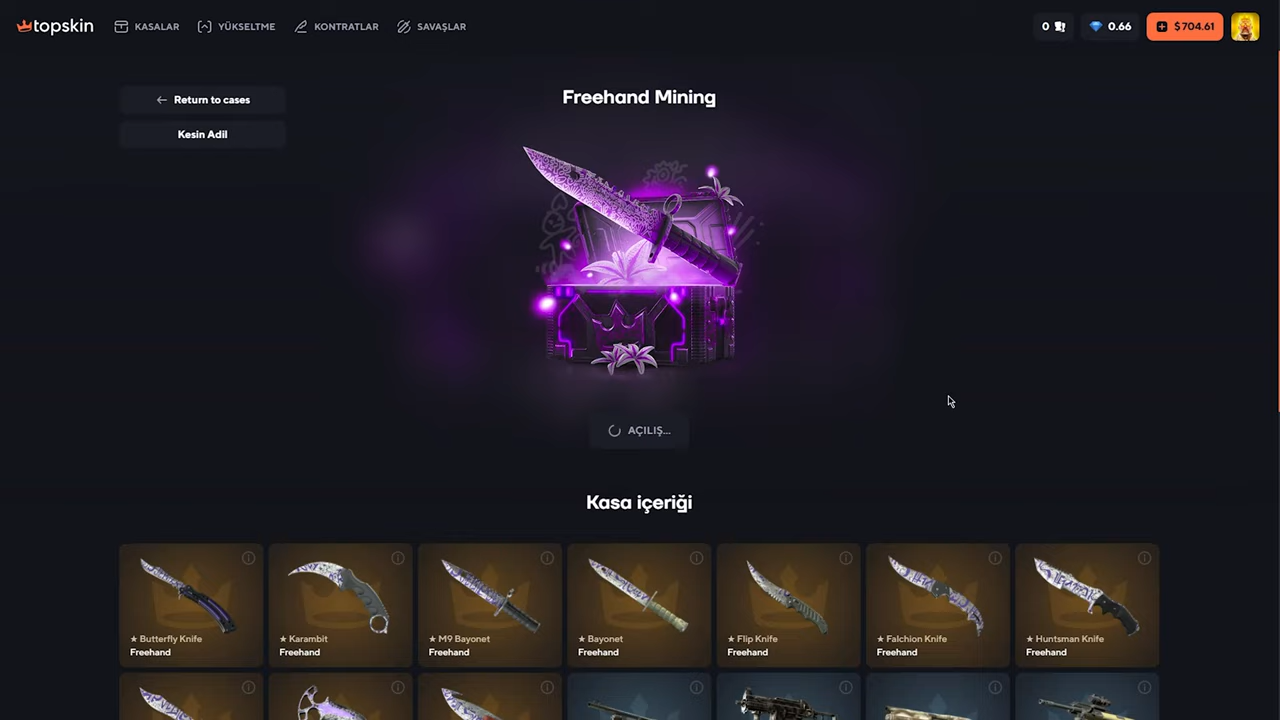 topskin
KASALAR
YÜKSELTME
KONTRATLAR
SAVAŞLAR
0
0.66
$704.61
← Return to cases
Kesin Adil
Freehand Mining
AÇILIŞ...
Kasa içeriği
★ Butterfly Knife
Freehand
★ Karambit
Freehand
★ M9 Bayonet
Freehand
★ Bayonet
Freehand
★ Flip Knife
Freehand
★ Falchion Knife
Freehand
★ Huntsman Knife
Freehand